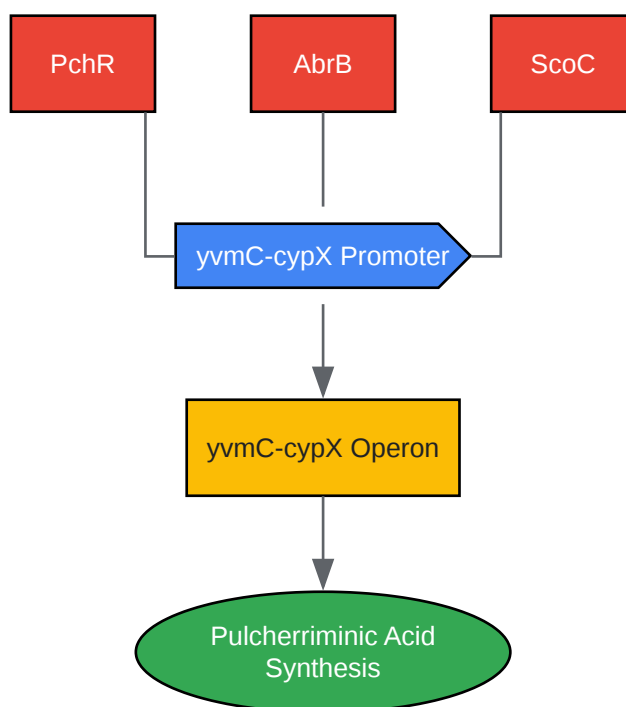 PchR
AbrB
ScoC
yvmC-cypX Promoter
yvmC-cypX Operon
Pulcherriminic Acid
Synthesis